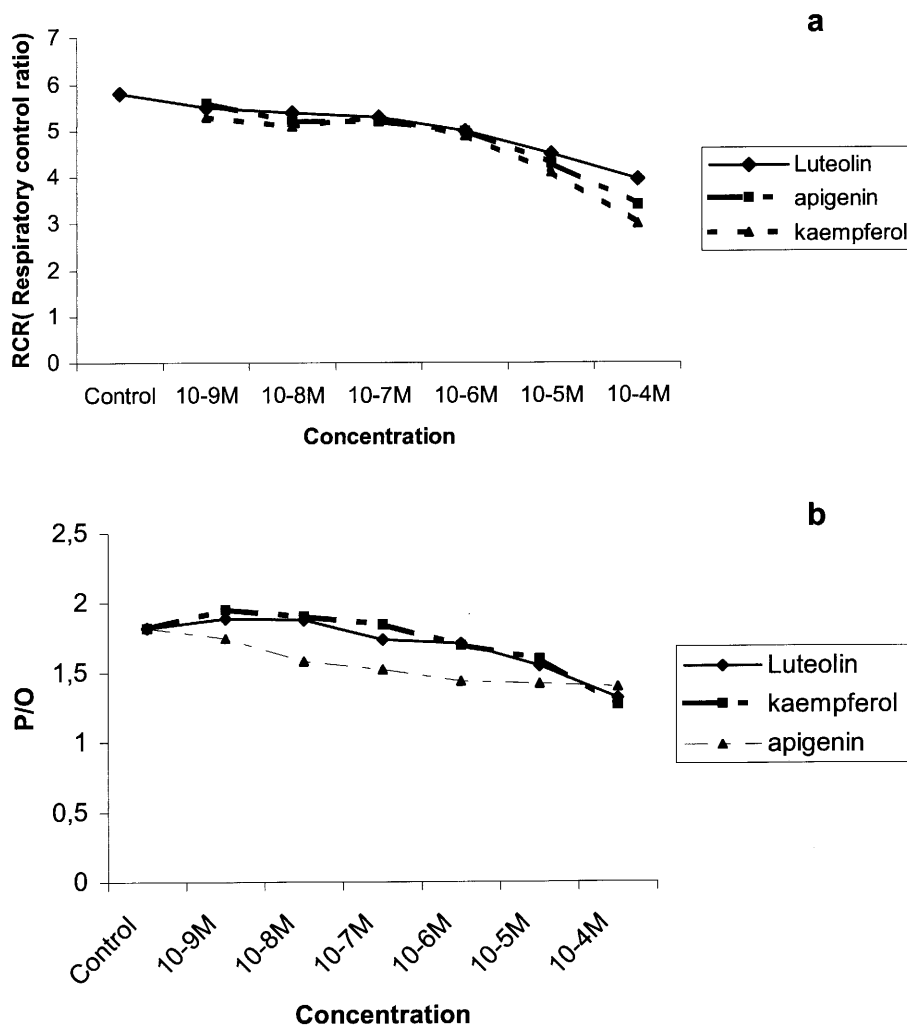 a
RCR( Respiratory control ratio)
7
6
5
4
3
2
1
0
Control 10-9M 10-8M 10-7M 10-6M 10-5M 10-4M
Concentration
Luteolin
apigenin
kaempferol
b
P/O
2,5
2
1,5
1
0,5
0
Control 10-9M 10-8M 10-7M 10-6M 10-5M 10-4M
Concentration
Luteolin
kaempferol
apigenin